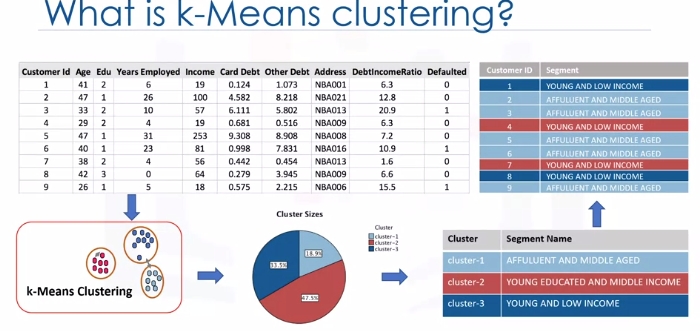 What is k-Means clustering?
Customer Id Age Edu Years Employed Income Card Debt Other Debt Address DebtIncomeRatio Defaulted
1 41 2 6 19 0.124 1.073 NBA001 6.3 0
2 47 1 26 100 4.582 8.218 NBA021 12.8 0
3 33 2 10 57 6.111 5.802 NBA013 20.9 1
4 29 2 4 19 0.681 0.516 NBA009 6.3 0
5 47 1 31 253 9.308 8.908 NBA008 7.2 0
6 40 1 23 81 0.998 7.831 NBA016 10.9 1
7 38 2 4 56 0.442 0.454 NBA013 1.6 0
8 42 3 0 64 0.279 3.945 NBA009 6.6 0
9 26 1 5 18 0.575 2.215 NBA006 15.5 1
Customer ID Segment
1 YOUNG AND LOW INCOME
2 AFFULUENT AND MIDDLE AGED
3 AFFULUENT AND MIDDLE AGED
4 YOUNG AND LOW INCOME
5 AFFULUENT AND MIDDLE AGED
6 AFFULUENT AND MIDDLE AGED
7 YOUNG AND LOW INCOME
8 YOUNG AND LOW INCOME
9 AFFULUENT AND MIDDLE AGED
k-Means Clustering
Cluster Sizes
Cluster
cluster-1
cluster-2
cluster-3
18.9%
33.5%
47.5%
Cluster Segment Name
cluster-1 AFFULUENT AND MIDDLE AGED
cluster-2 YOUNG EDUCATED AND MIDDLE INCOME
cluster-3 YOUNG AND LOW INCOME